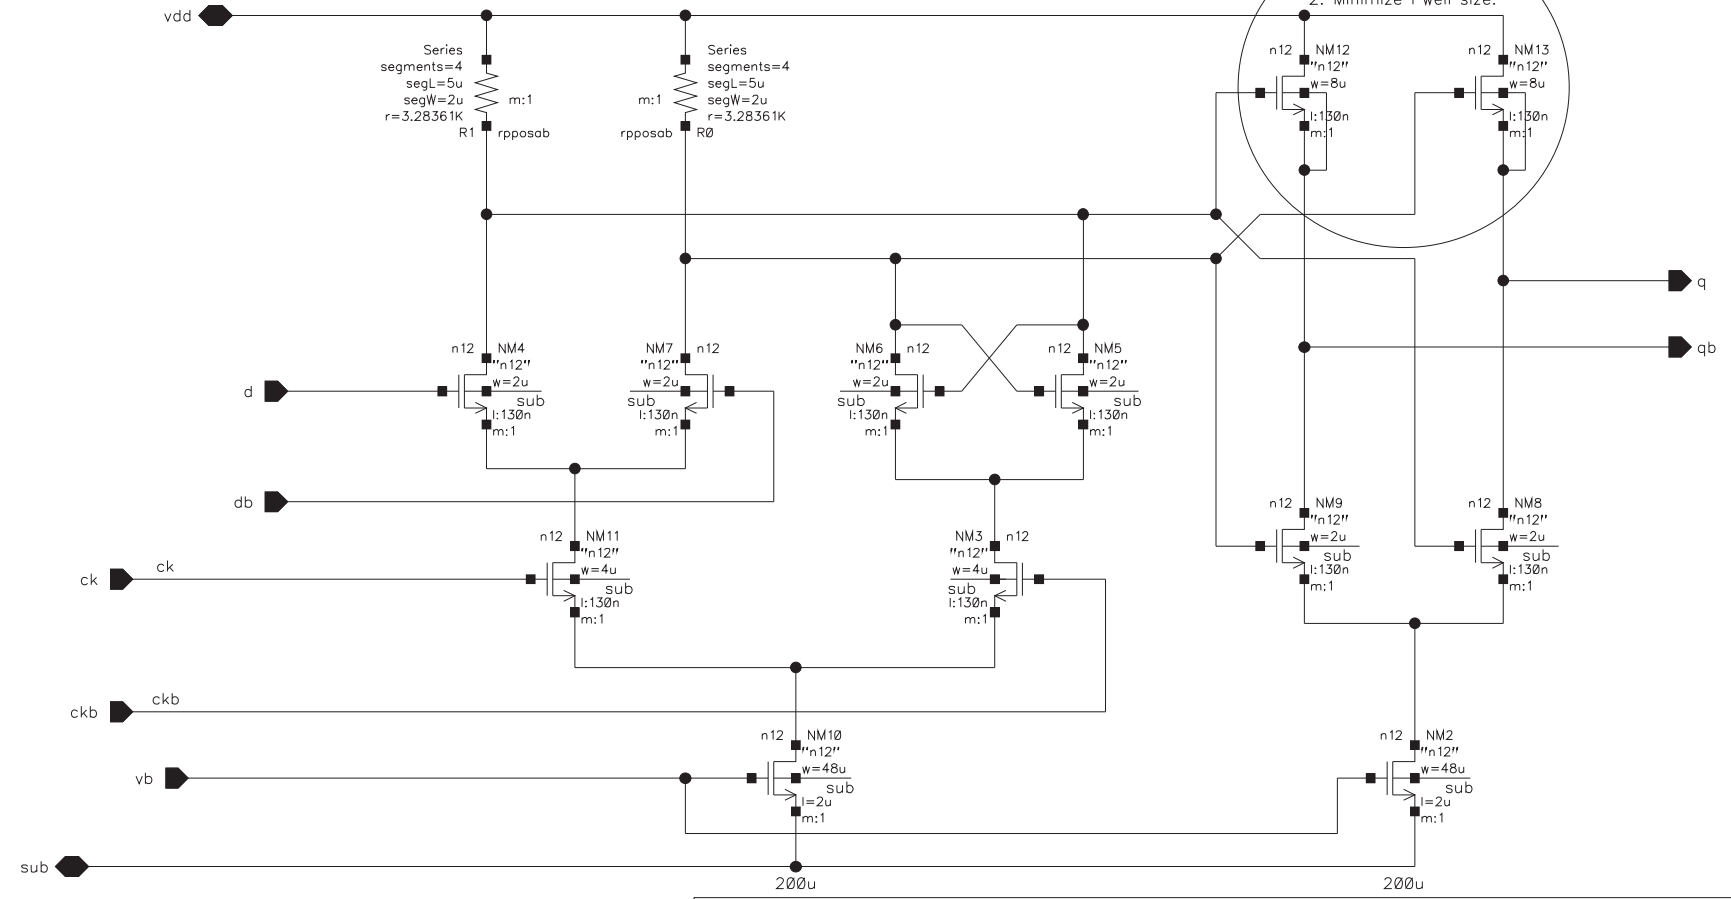 2. Minimize Pwell size.
vdd
Series
segments=4
segL=5u
segW=2u
r=3.28361K
m:1
R1
rpposab
Series
segments=4
segL=5u
segW=2u
r=3.28361K
m:1
rpposab
R0
n12
NM12
"n12"
w=8u
l:130n
m:1
n12
NM13
"n12"
w=8u
l:130n
m:1
q
qb
n12
NM4
"n12"
w=2u
sub
l:130n
m:1
NM7
n12
"n12"
w=2u
sub
l:130n
m:1
NM6
n12
"n12"
w=2u
sub
l:130n
m:1
n12
NM5
"n12"
w=2u
sub
l:130n
m:1
d
db
n12
NM9
"n12"
w=2u
sub
l:130n
m:1
n12
NM8
"n12"
w=2u
sub
l:130n
m:1
n12
NM11
"n12"
w=4u
sub
l:130n
m:1
NM3
n12
"n12"
w=4u
sub
l:130n
m:1
ck
ck
ckb
ckb
n12
NM10
"n12"
w=48u
sub
l=2u
m:1
n12
NM2
"n12"
w=48u
sub
l=2u
m:1
vb
sub
200u
200u